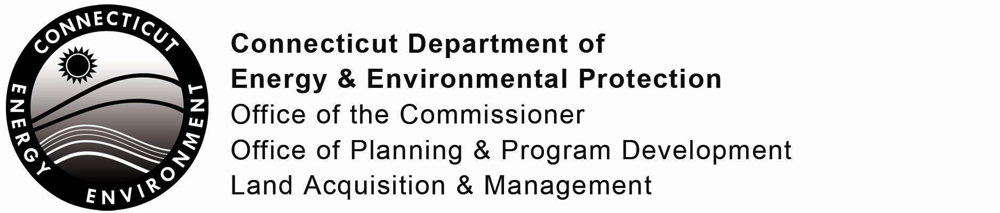 CONNECTICUT
ENERGY
ENVIRONMENT
Connecticut Department of
Energy & Environmental Protection
Office of the Commissioner
Office of Planning & Program Development
Land Acquisition & Management